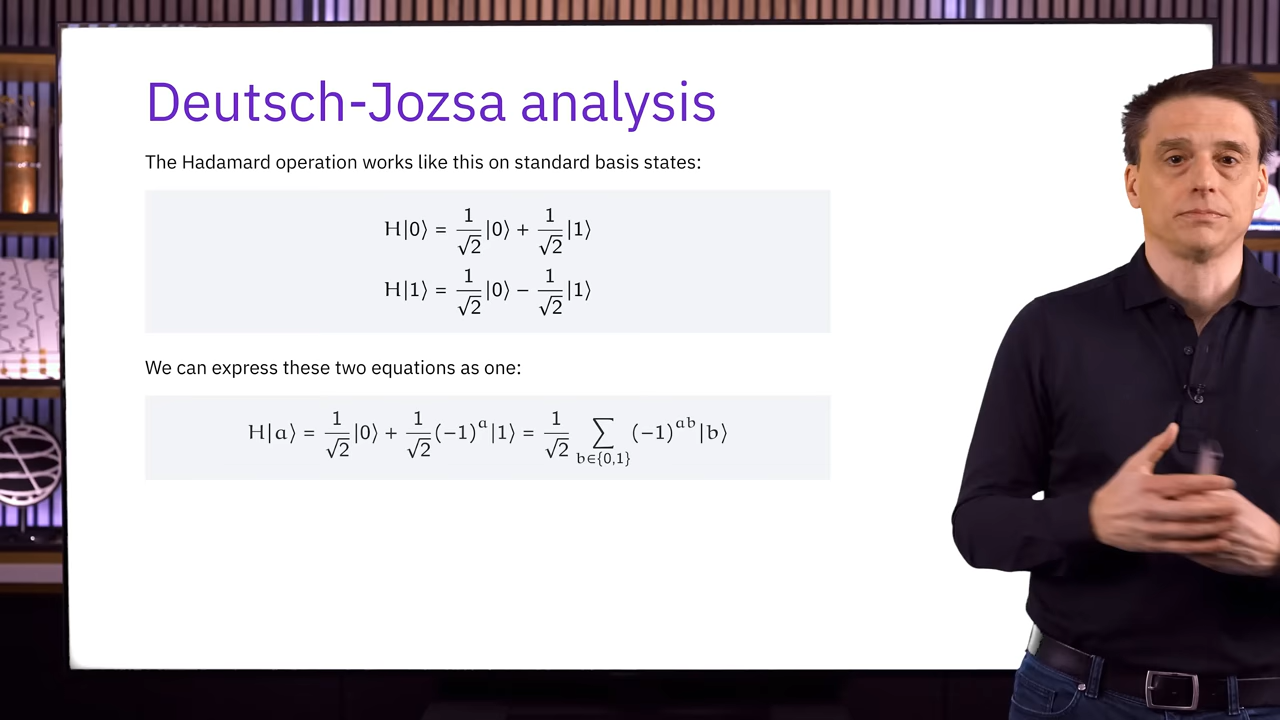 Deutsch-Jozsa analysis
The Hadamard operation works like this on standard basis states:
H|0⟩ = 1/√2 |0⟩ + 1/√2 |1⟩
H|1⟩ = 1/√2 |0⟩ − 1/√2 |1⟩
We can express these two equations as one:
H|a⟩ = 1/√2 |0⟩ + 1/√2 (−1)^a |1⟩ = 1/√2 ∑_{b∈{0,1}} (−1)^{ab} |b⟩